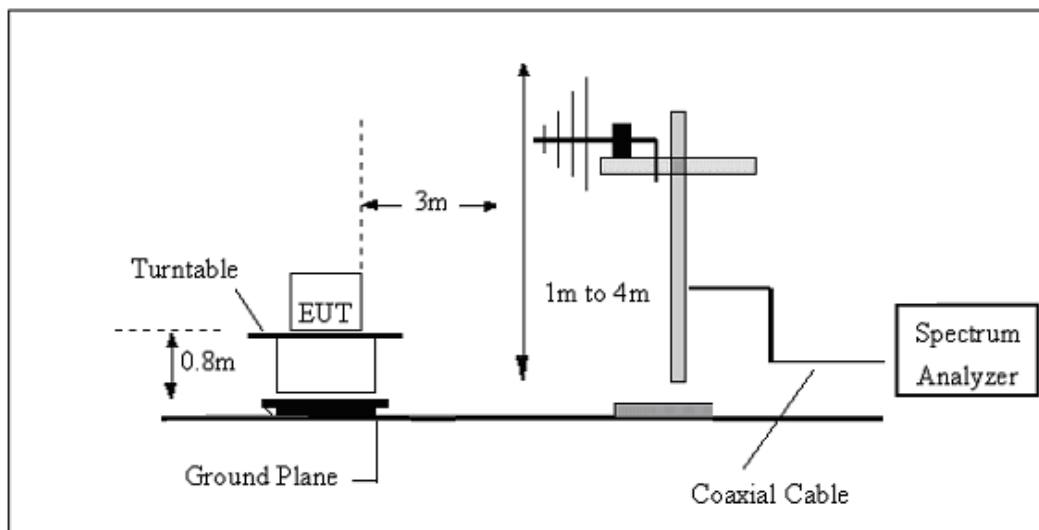 3m
Turntable
EUT
1m to 4m
0.8m
Spectrum
Analyzer
Ground Plane
Coaxial Cable